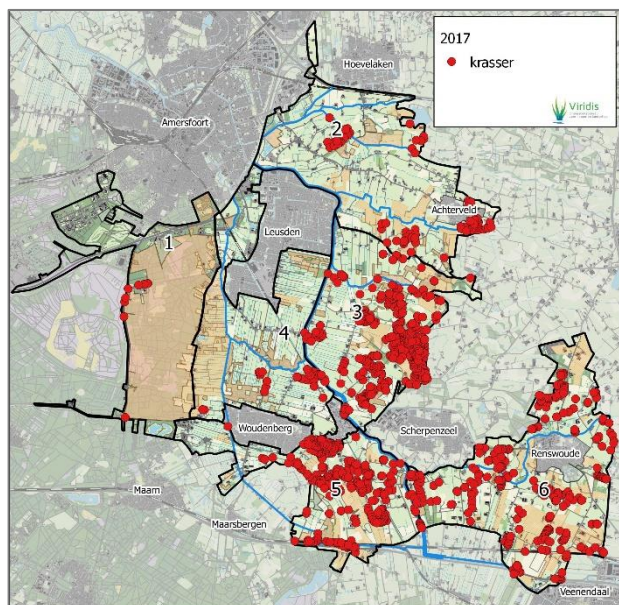 2017
krasser
Viridis
Hoevelaken
Amersfoort
2
Achterveld
Leusden
1
3
4
Woudenberg
Scherpenzeel
Renswoude
5
6
Maarn
Maarsbergen
Veenendaal